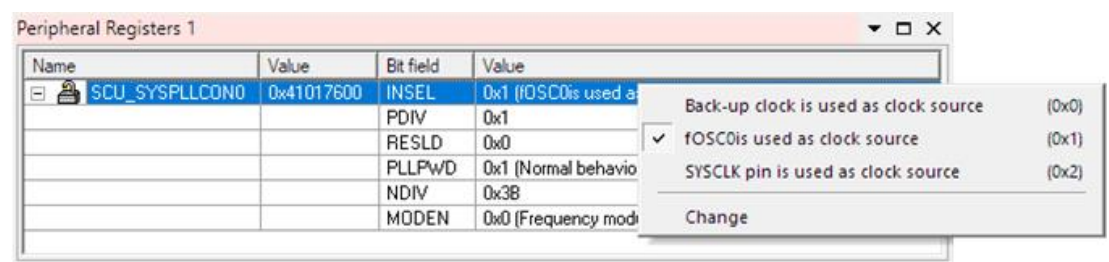 Peripheral Registers 1
Name Value Bit field Value
SCU_SYSPLLCON0 0x41017600 INSEL 0x1 (fOSC0is used as
PDIV 0x1
RESLD 0x0
PLLPWD 0x1 (Normal behavio
NDIV 0x3B
MODEN 0x0 (Frequency modu
Back-up clock is used as clock source (0x0)
✓ fOSC0is used as clock source (0x1)
SYSCLK pin is used as clock source (0x2)
Change